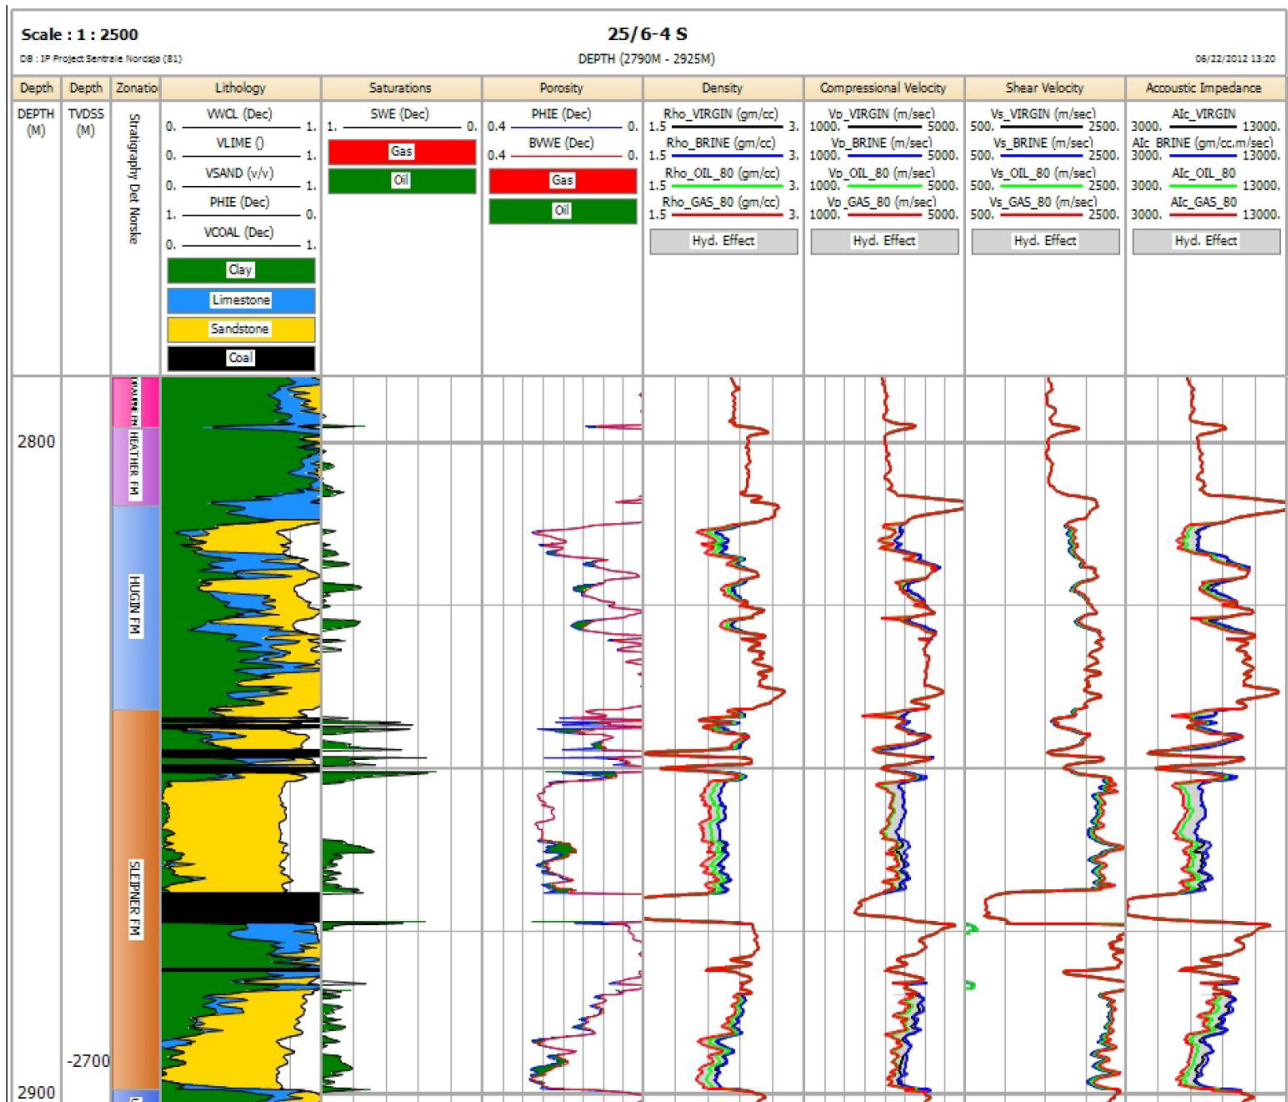 Scale : 1 : 2500
25/6-4 S
DB : IP Project Sentrale Nordsjø (81)
DEPTH (2790M - 2925M)
06/22/2012 13:20
Depth Depth Zonatio Lithology Saturations Porosity Density Compressional Velocity Shear Velocity Accoustic Impedance
DEPTH (M)
TVDSS (M)
Stratigraphy Det Norske
VWCL (Dec)
0. 1.
VLIME ()
0. 1.
VSAND (v/v)
0. 1.
PHIE (Dec)
1. 0.
VCOAL (Dec)
0. 1.
Clay
Limestone
Sandstone
Coal
SWE (Dec)
1. 0.
Gas
Oil
PHIE (Dec)
0.4 0.
BVWE (Dec)
0.4 0.
Gas
Oil
Rho_VIRGIN (gm/cc)
1.5 3.
Rho_BRINE (gm/cc)
1.5 3.
Rho_OIL_80 (gm/cc)
1.5 3.
Rho_GAS_80 (gm/cc)
1.5 3.
Hyd. Effect
Vp_VIRGIN (m/sec)
1000. 5000.
Vp_BRINE (m/sec)
1000. 5000.
Vp_OIL_80 (m/sec)
1000. 5000.
Vp_GAS_80 (m/sec)
1000. 5000.
Hyd. Effect
Vs_VIRGIN (m/sec)
500. 2500.
Vs_BRINE (m/sec)
500. 2500.
Vs_OIL_80 (m/sec)
500. 2500.
Vs_GAS_80 (m/sec)
500. 2500.
Hyd. Effect
AIc_VIRGIN
3000. 13000.
AIc_BRINE (gm/cc.m/sec)
3000. 13000.
AIc_OIL_80
3000. 13000.
AIc_GAS_80
3000. 13000.
Hyd. Effect
DRAUPNE FM
2800
HEATHER FM
HUGIN FM
SLEIPNER FM
-2700
2900